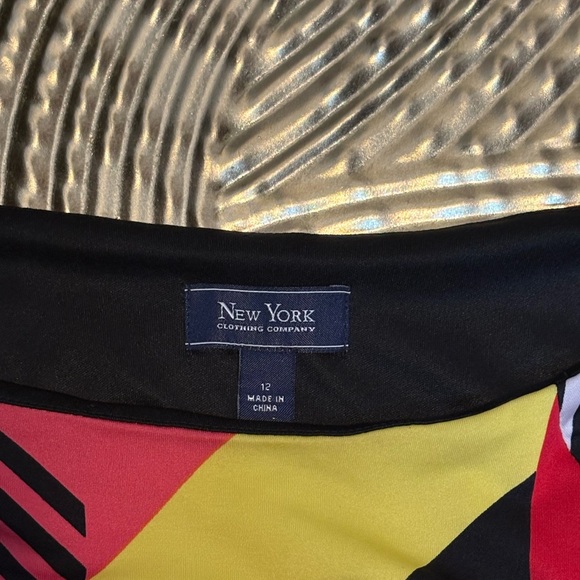 NEW YORK
CLOTHING COMPANY
12
MADE IN
CHINA